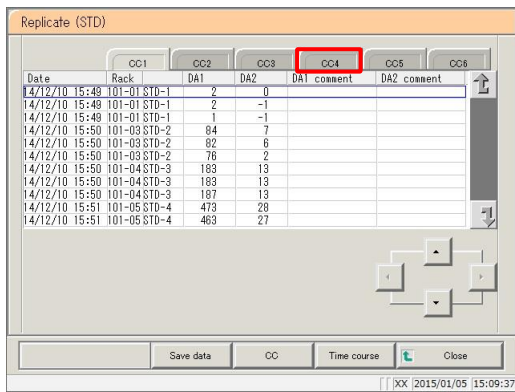 Replicate (STD)
CC1 CC2 CC3 CC4 CC5 CC6
Date Rack DA1 DA2 DA1 comment DA2 comment
14/12/10 15:49 101-01 STD-1 2 0
14/12/10 15:49 101-01 STD-1 2 -1
14/12/10 15:49 101-01 STD-1 1 -1
14/12/10 15:50 101-03 STD-2 84 7
14/12/10 15:50 101-03 STD-2 82 6
14/12/10 15:50 101-03 STD-2 76 2
14/12/10 15:50 101-04 STD-3 183 13
14/12/10 15:50 101-04 STD-3 183 13
14/12/10 15:50 101-04 STD-3 187 13
14/12/10 15:51 101-05 STD-4 473 28
14/12/10 15:51 101-05 STD-4 463 27
Save data CC Time course Close
XX 2015/01/05 15:09:37